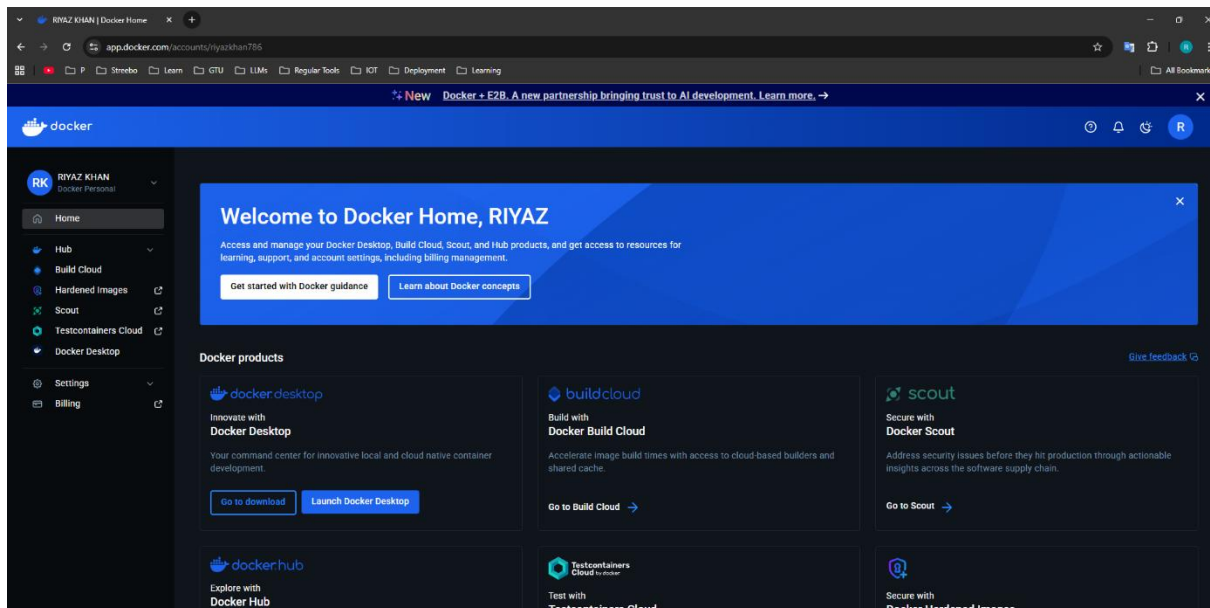 RIYAZ KHAN | Docker Home
app.docker.com/accounts/riyazkhan786
P Streebo Learn GTU LLMs Regular Tools IOT Deployment Learning All Bookmark
New Docker + E2B. A new partnership bringing trust to AI development. Learn more. →
docker
R
RK
RIYAZ KHAN
Docker Personal
Home
Hub
Build Cloud
Hardened Images
Scout
Testcontainers Cloud
Docker Desktop
Settings
Billing
Welcome to Docker Home, RIYAZ
Access and manage your Docker Desktop, Build Cloud, Scout, and Hub products, and get access to resources for
learning, support, and account settings, including billing management.
Get started with Docker guidance
Learn about Docker concepts
Docker products
Give feedback
docker desktop
Innovate with
Docker Desktop
Your command center for innovative local and cloud native container
development.
Go to download
Launch Docker Desktop
buildcloud
Build with
Docker Build Cloud
Accelerate image build times with access to cloud-based builders and
shared cache.
Go to Build Cloud →
scout
Secure with
Docker Scout
Address security issues before they hit production through actionable
insights across the software supply chain.
Go to Scout →
docker hub
Explore with
Docker Hub
Testcontainers
Cloud by docker
Test with
Testcontainers Cloud
Secure with
Docker Hardened Images